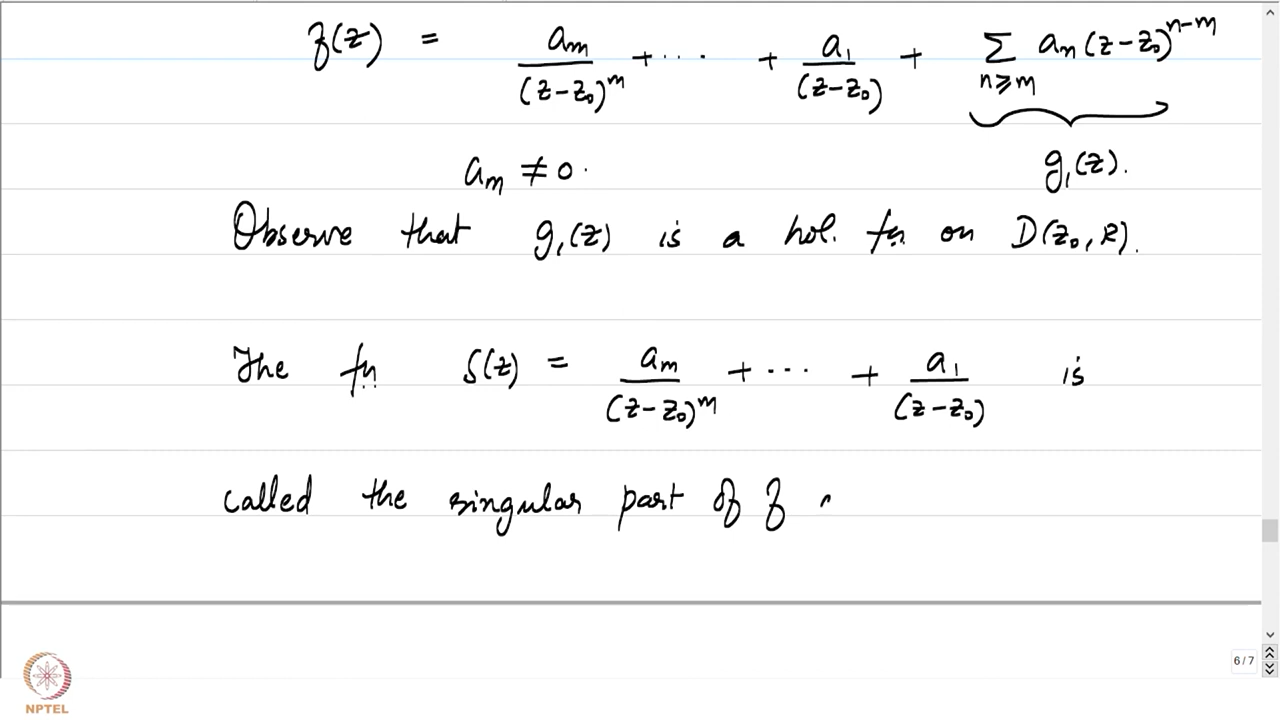 f(z) = a_m/(z-z_0)^m + ··· + a_1/(z-z_0) + Σ_{n≥m} a_n(z-z_0)^{n-m}
a_m ≠ 0. g_1(z).
Observe that g_1(z) is a hol. fn. on D(z_0, R).
The fn. S(z) = a_m/(z-z_0)^m + ··· + a_1/(z-z_0) is
called the singular part of f
6/7
NPTEL